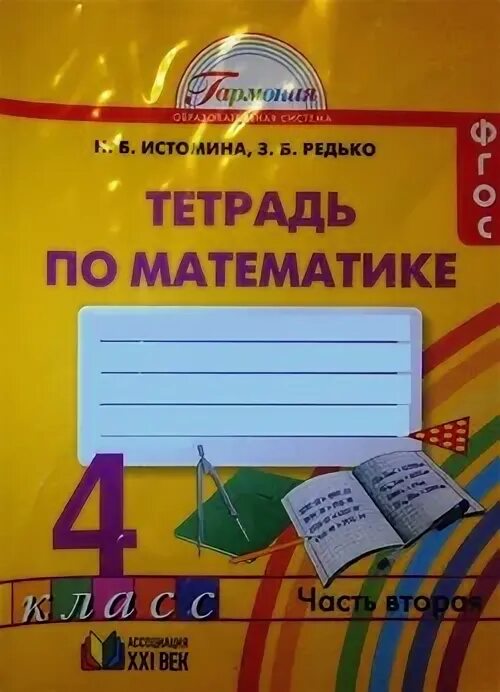 Гармония
ОБРАЗОВАТЕЛЬНАЯ СИСТЕМА
Н. Б. ИСТОМИНА, З. Б. РЕДЬКО
ФГОС
ТЕТРАДЬ
ПО МАТЕМАТИКЕ
4
класс
Часть вторая
АССОЦИАЦИЯ
XXI ВЕК